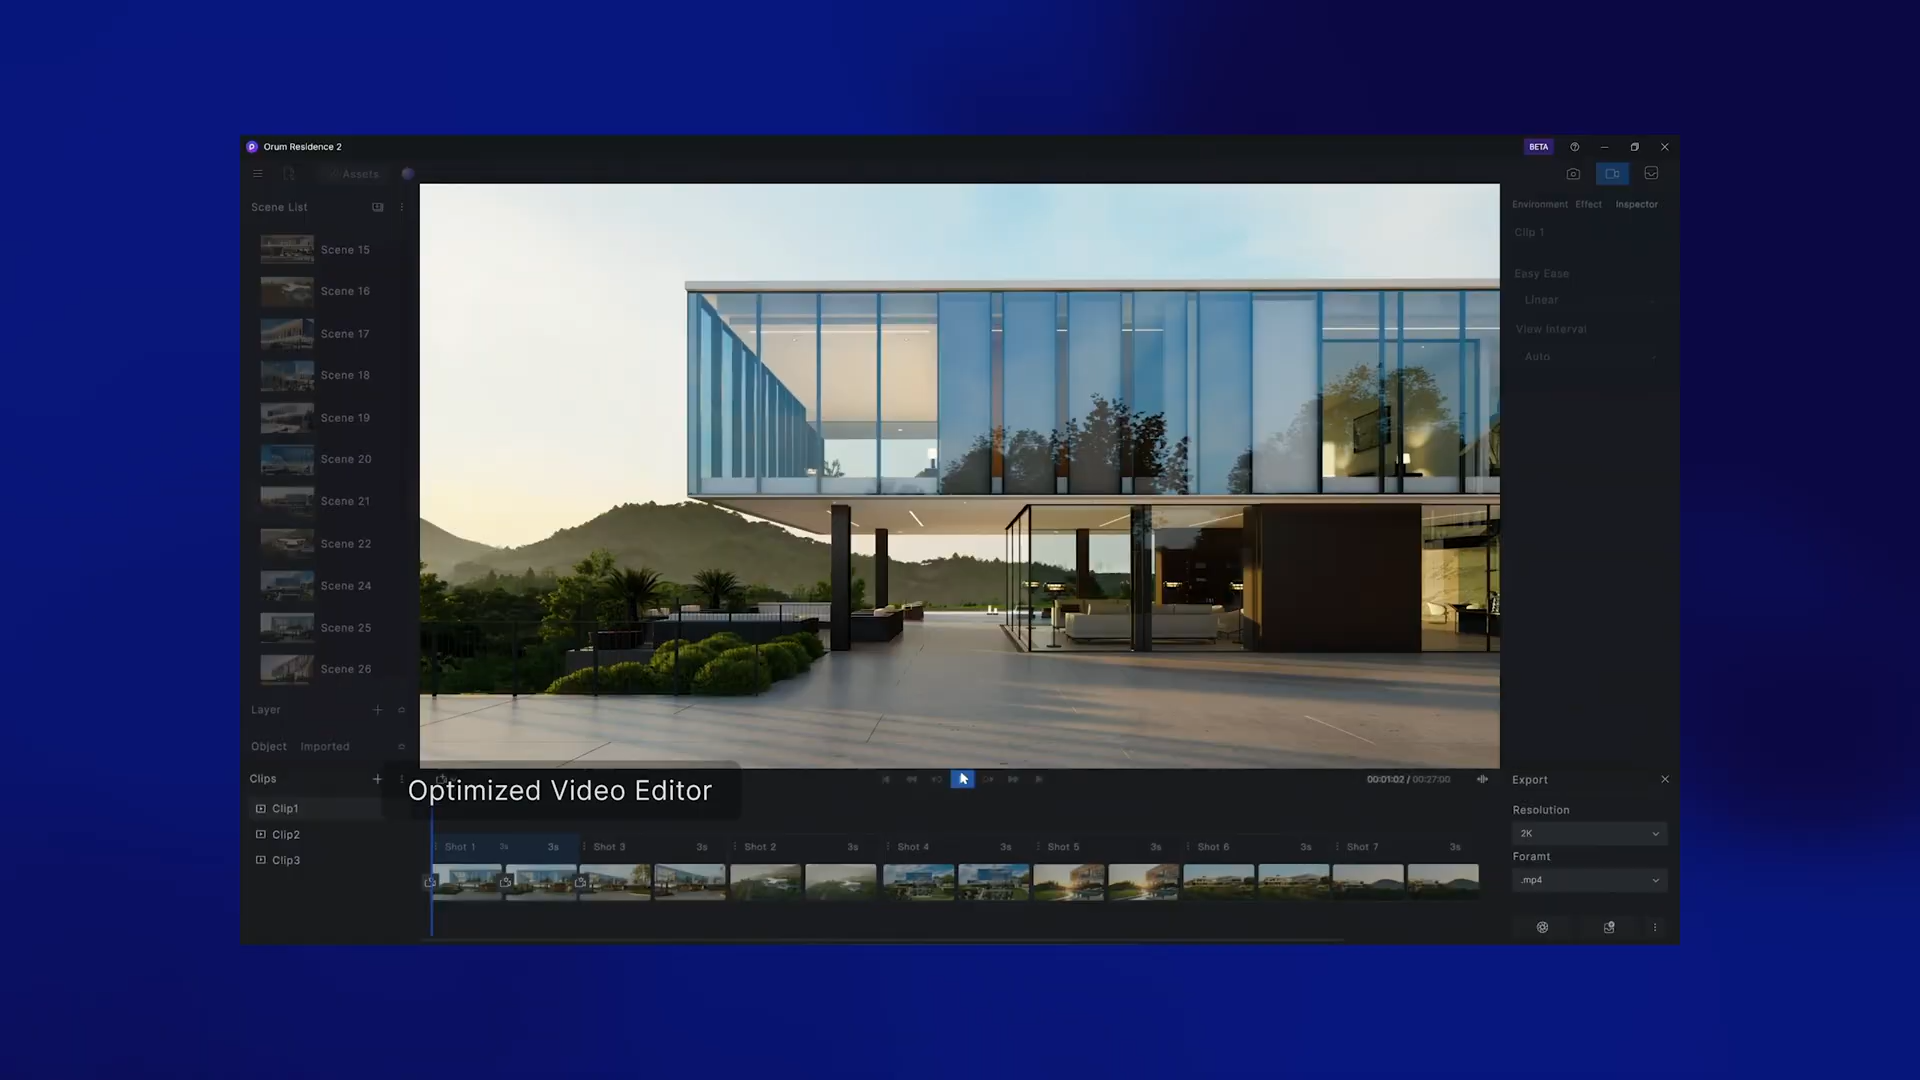 Orum Residence 2
BETA
Assets
Scene List
Environment Effect Inspector
Clip 1
Scene 15
Easy Ease
Scene 16
Linear
View Interval
Scene 17
Auto
Scene 18
Scene 19
Scene 20
Scene 21
Scene 22
Scene 24
Scene 25
Scene 26
Layer
Object Imported
Clips
Clip1
Clip2
Clip3
Optimized Video Editor
00:01:02 / 00:27:00
Shot 1 3s 3s Shot 3 3s Shot 2 3s Shot 4 3s Shot 5 3s Shot 6 3s Shot 7 3s
Export
Resolution
2K
Foramt
.mp4